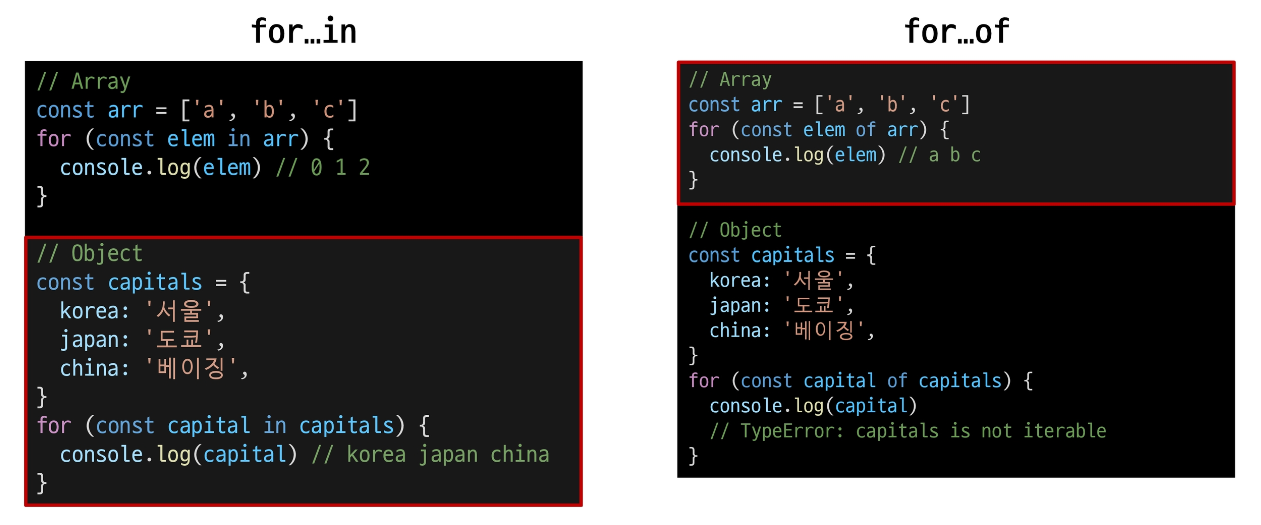 for…in
// Array
const arr = ['a', 'b', 'c']
for (const elem in arr) {
  console.log(elem) // 0 1 2
}
// Object
const capitals = {
  korea: '서울',
  japan: '도쿄',
  china: '베이징',
}
for (const capital in capitals) {
  console.log(capital) // korea japan china
}
for…of
// Array
const arr = ['a', 'b', 'c']
for (const elem of arr) {
  console.log(elem) // a b c
}
// Object
const capitals = {
  korea: '서울',
  japan: '도쿄',
  china: '베이징',
}
for (const capital of capitals) {
  console.log(capital)
  // TypeError: capitals is not iterable
}